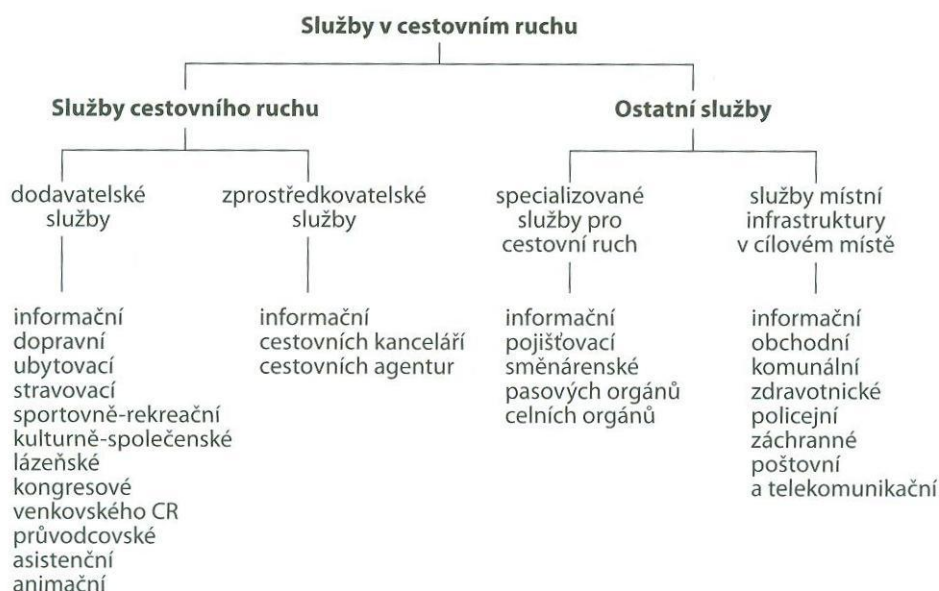 Služby v cestovním ruchu
Služby cestovního ruchu
Ostatní služby
dodavatelské
služby
zprostředkovatelské
služby
specializované
služby pro
cestovní ruch
služby místní
infrastruktury
v cílovém místě
informační
dopravní
ubytovací
stravovací
sportovně-rekreační
kulturně-společenské
lázeňské
kongresové
venkovského CR
průvodcovské
asistenční
animační
informační
cestovních kanceláří
cestovních agentur
informační
pojišťovací
směnárenské
pasových orgánů
celních orgánů
informační
obchodní
komunální
zdravotnické
policejní
záchranné
poštovní
a telekomunikační